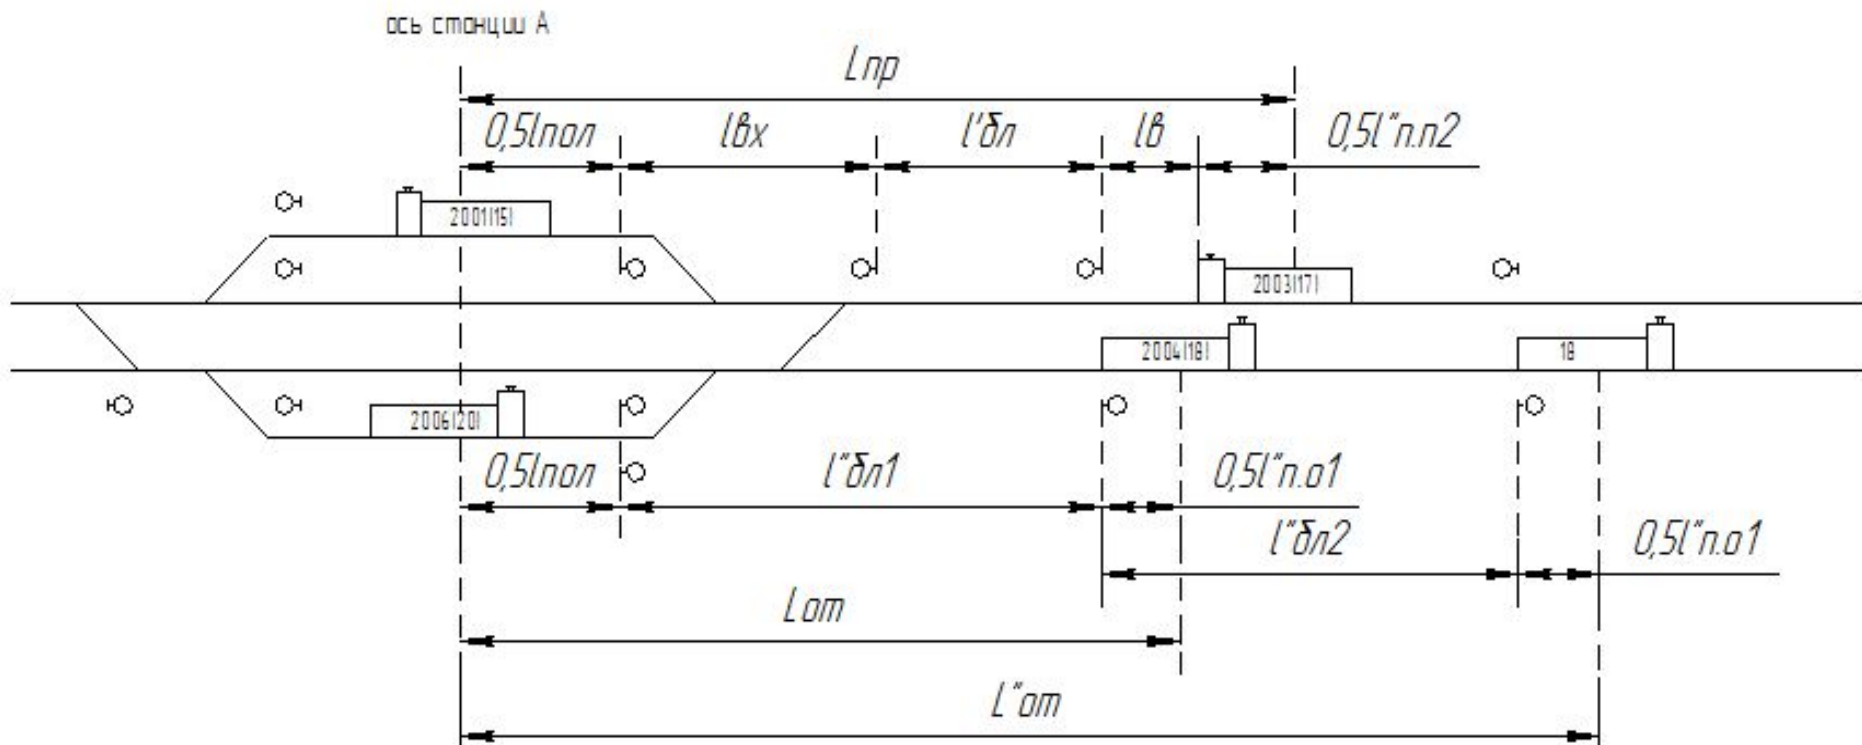 ось станции А
Lпр
0,5lпол lвх l'бл lв 0,5l"п.п2
2001(15)
2003(17)
2004(18) 18
2006(20)
0,5lпол l"бл1 0,5l"п.о1
l"бл2 0,5l"п.о1
Lот
L"от